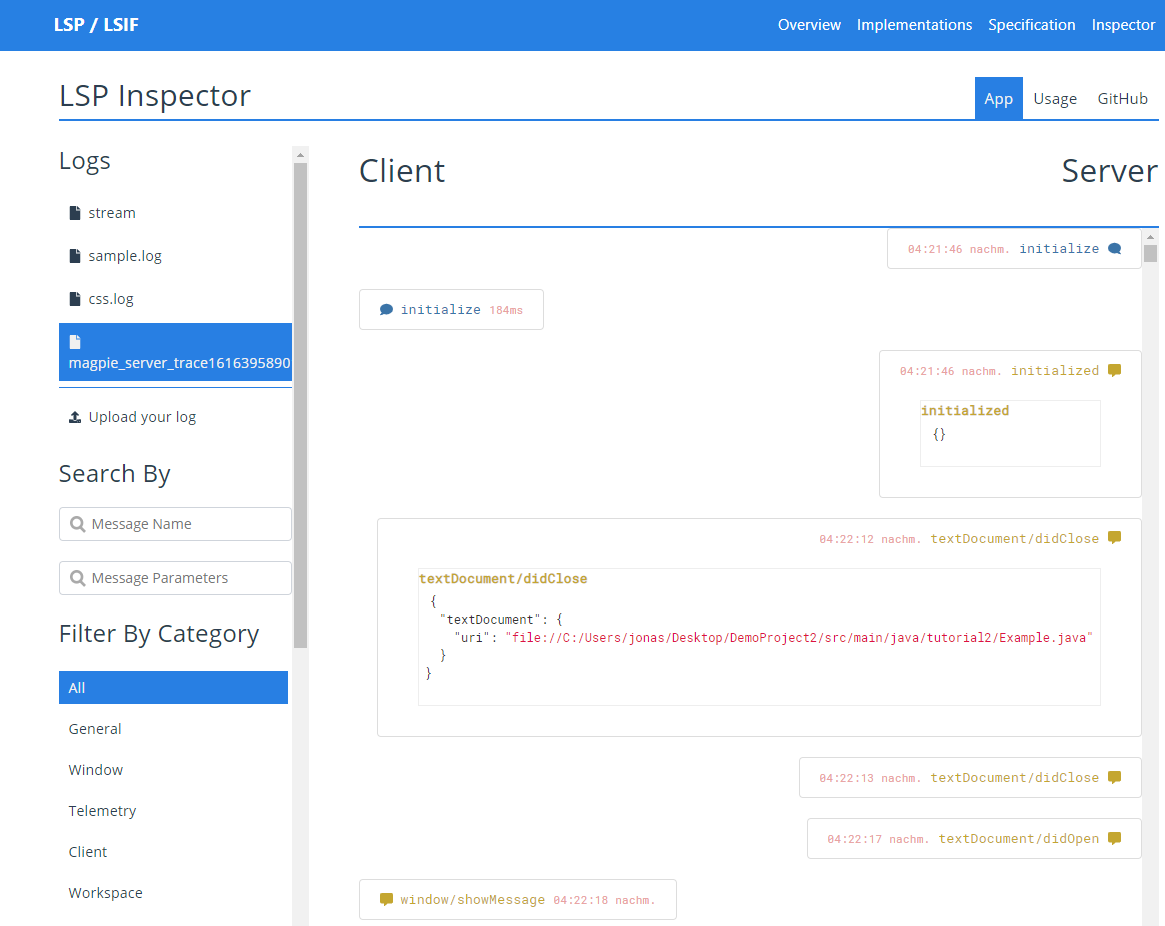 LSP / LSIF
Overview Implementations Specification Inspector
LSP Inspector
App Usage GitHub
Logs
stream
sample.log
css.log
magpie_server_trace1616395890
Upload your log
Search By
Message Name
Message Parameters
Filter By Category
All
General
Window
Telemetry
Client
Workspace
Client
Server
04:21:46 nachm. initialize
initialize 184ms
04:21:46 nachm. initialized
initialized
{}
04:22:12 nachm. textDocument/didClose
textDocument/didClose
{
"textDocument": {
"uri": "file://C:/Users/jonas/Desktop/DemoProject2/src/main/java/tutorial2/Example.java"
}
}
04:22:13 nachm. textDocument/didClose
04:22:17 nachm. textDocument/didOpen
window/showMessage 04:22:18 nachm.